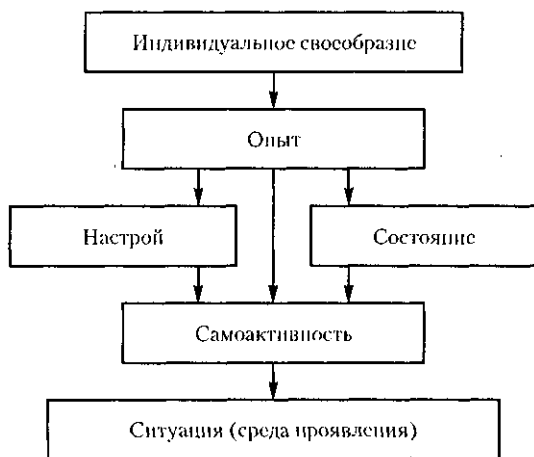 Индивидуальное своеобразие
Опыт
Настрой
Состояние
Самоактивность
Ситуация (среда проявления)